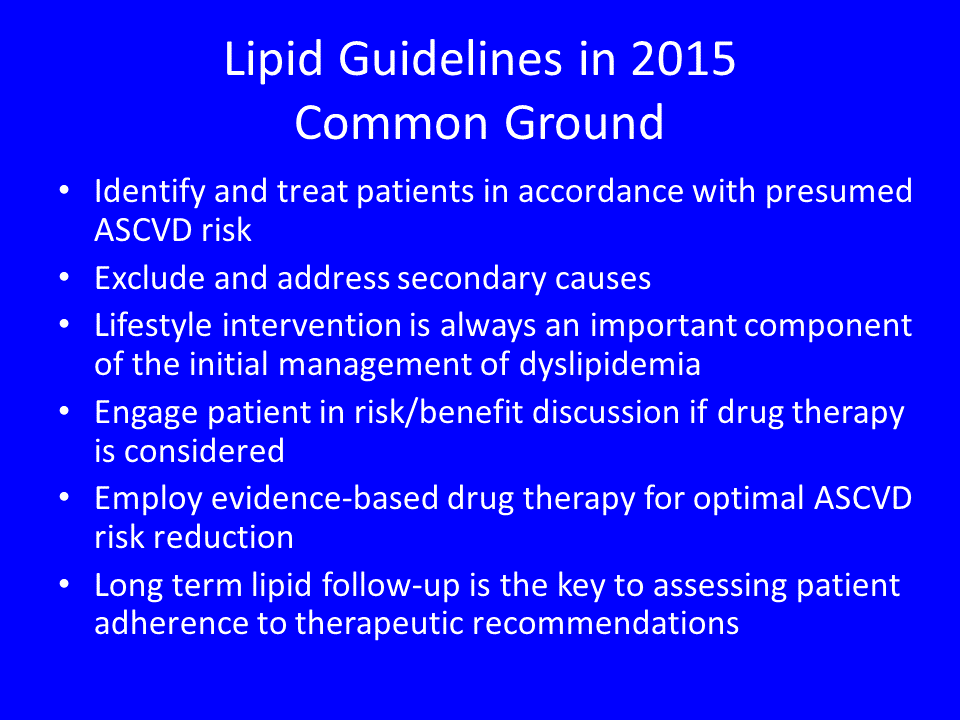 Lipid Guidelines in 2015
Common Ground
• Identify and treat patients in accordance with presumed
ASCVD risk
• Exclude and address secondary causes
• Lifestyle intervention is always an important component
of the initial management of dyslipidemia
• Engage patient in risk/benefit discussion if drug therapy
is considered
• Employ evidence-based drug therapy for optimal ASCVD
risk reduction
• Long term lipid follow-up is the key to assessing patient
adherence to therapeutic recommendations